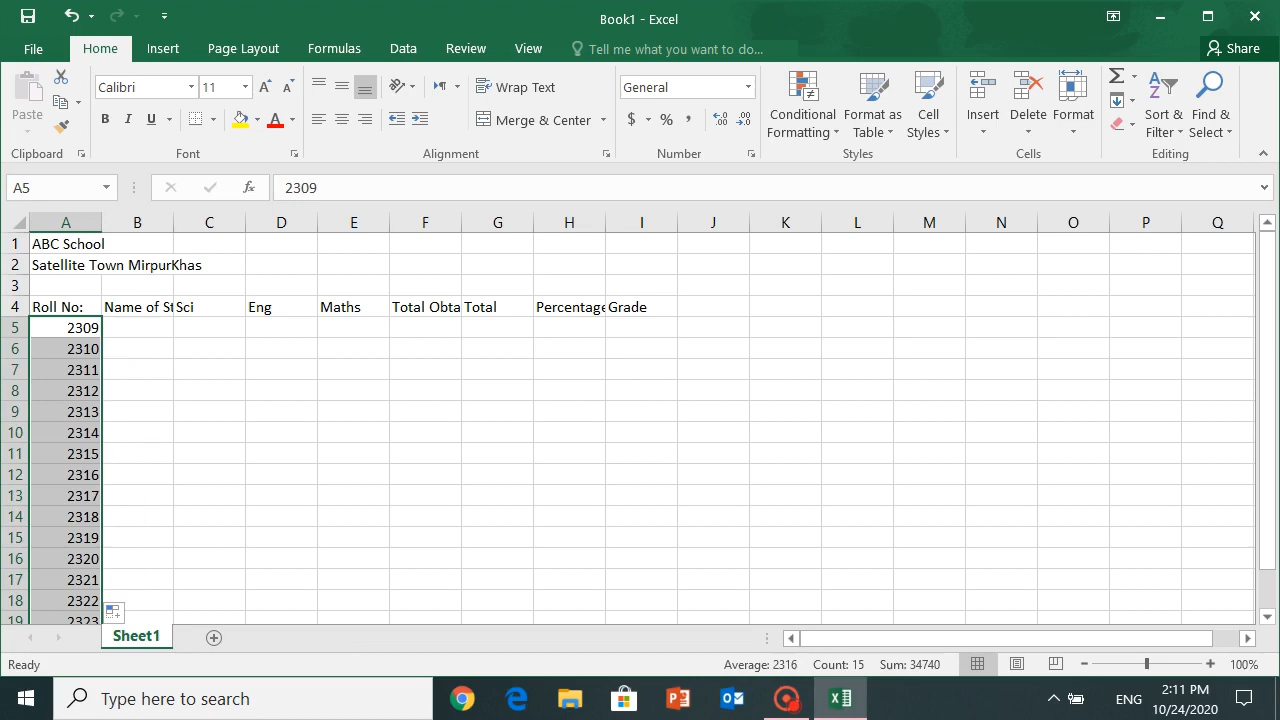 Book1 - Excel
File Home Insert Page Layout Formulas Data Review View Tell me what you want to do... Share
Paste
Clipboard
Calibri 11
B I U
Font
Wrap Text
Merge & Center
Alignment
General
$ % ,
Number
Conditional Formatting
Format as Table
Cell Styles
Styles
Insert
Delete
Format
Cells
Sort & Filter
Find & Select
Editing
A5 fx 2309
A B C D E F G H I J K L M N O P Q
1 ABC School
2 Satellite Town MirpurKhas
3
4 Roll No: Name of St Sci Eng Maths Total Obta Total Percentage Grade
5 2309
6 2310
7 2311
8 2312
9 2313
10 2314
11 2315
12 2316
13 2317
14 2318
15 2319
16 2320
17 2321
18 2322
19 2323
Sheet1
Ready Average: 2316 Count: 15 Sum: 34740 100%
Type here to search
ENG
2:11 PM
10/24/2020